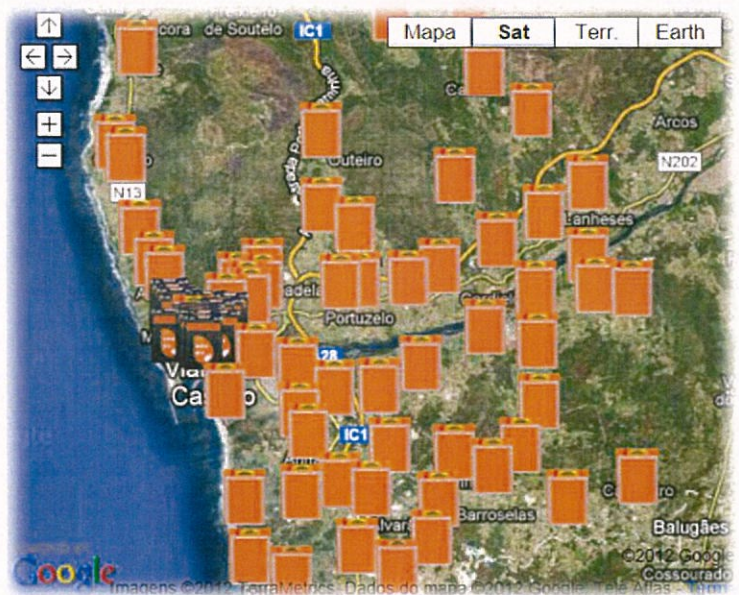 cora de Soutelo
IC1
Mapa
Sat
Terr.
Earth
Arcos
Outeiro
N202
N13
Lanheses
Portuzelo
28
IC1
Barroselas
Balugães
©2012 Google
Cossourado
Google
Imagens ©2012 TerraMetrics, Dados do mapa ©2012 Google, Tele Atlas -